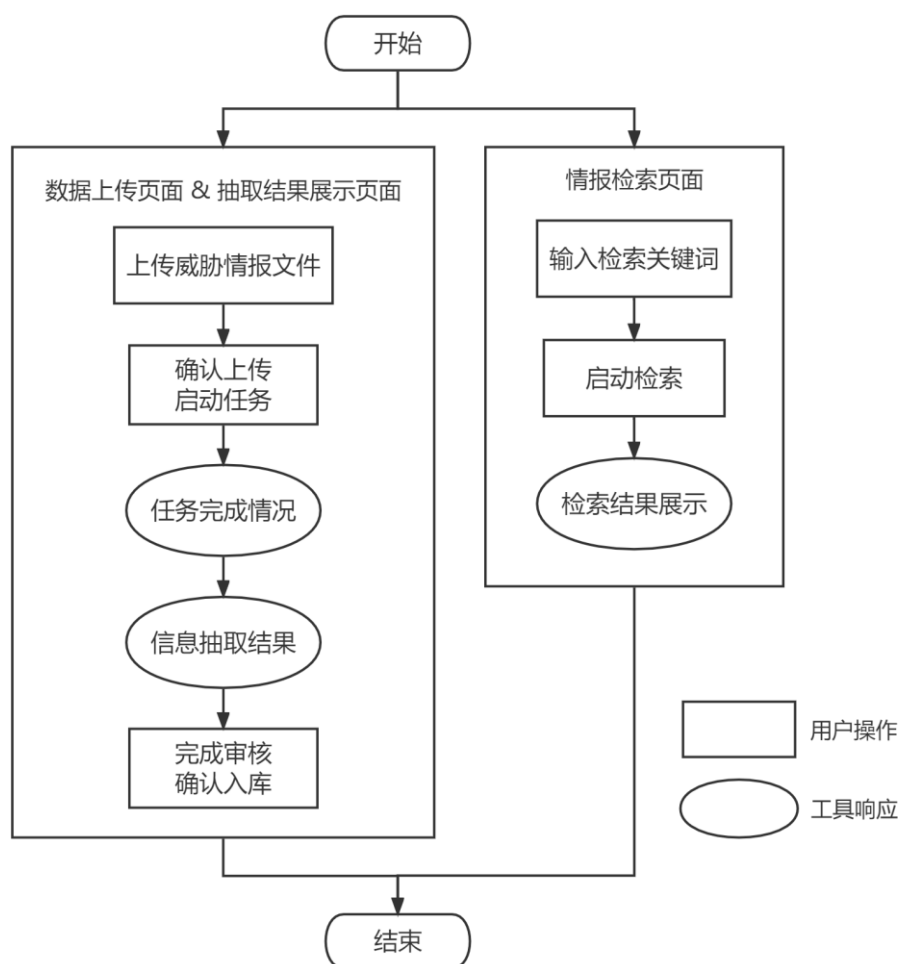 开始
数据上传页面 & 抽取结果展示页面
上传威胁情报文件
确认上传
启动任务
任务完成情况
信息抽取结果
完成审核
确认入库
情报检索页面
输入检索关键词
启动检索
检索结果展示
用户操作
工具响应
结束